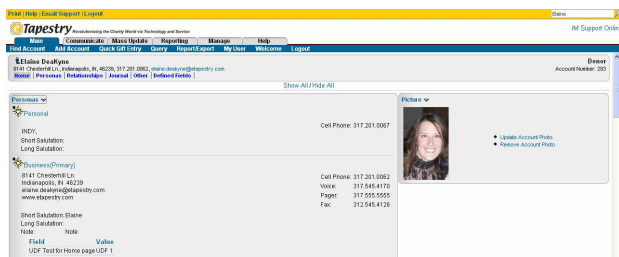 Print | Help | Email Support | Logout
Elaine
eTapestry Revolutionizing the Charity World via Technology and Service
IM Support Onlin
Main Communicate Mass Update Reporting Manage Help
Find Account Add Account Quick Gift Entry Query Report/Export My User Welcome Logout
Elaine DeaKyne
Donor
8141 Chesterhill Ln., Indianapolis, IN, 46239, 317.201.0062, elaine.deakyne@etapestry.com
Account Number: 293
Home | Personas | Relationships | Journal | Other | Defined Fields |
Show All / Hide All
Personas
Picture
Personal
Cell Phone: 317.201.0067
INDY,
Short Salutation:
Long Salutation:
Update Account Photo
Remove Account Photo
Business(Primary)
8141 Chesterhill Ln.
Cell Phone: 317.201.0062
Indianapolis, IN 46239
Voice: 317.545.4170
elaine.deakyne@etapestry.com
Pager: 317.555.5555
www.etapestry.com
Fax: 312.545.4126
Short Salutation: Elaine
Long Salutation:
Note: Note
Field Value
UDF Test for Home page UDF 1